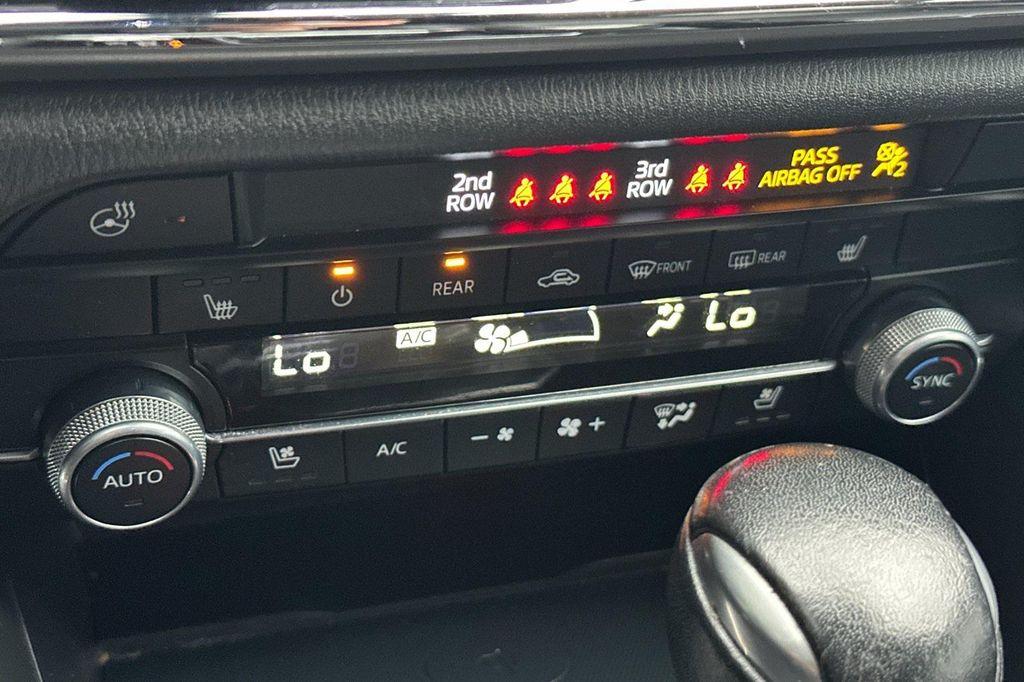 2nd ROW 3rd ROW PASS AIRBAG OFF 2
REAR FRONT REAR
Lo A/C Lo
AUTO A/C - + SYNC